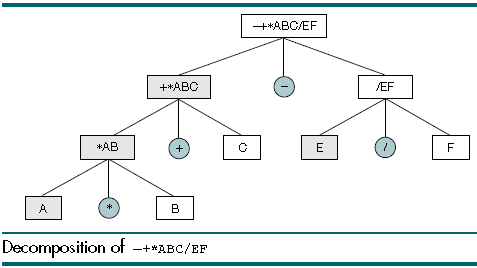 −+*ABC/EF
+*ABC − /EF
*AB + C E / F
A * B
Decomposition of −+*ABC/EF